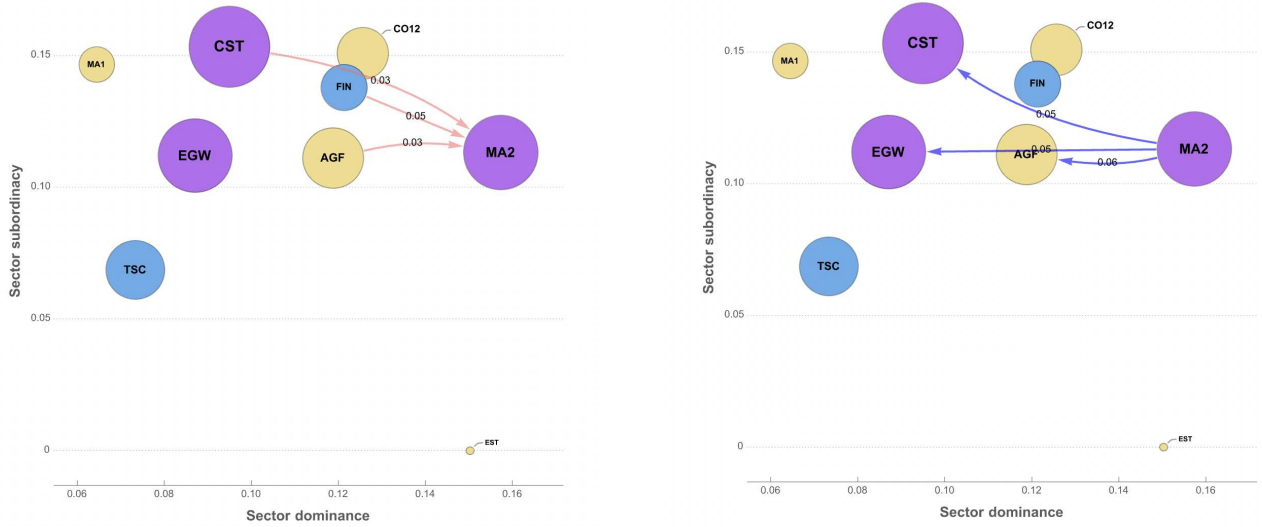 CST
CO12
0.15
MA1
0.03
FIN
0.05
0.03
EGW
AGF
MA2
0.10
TSC
0.05
EST
0
0.06
0.08
0.10
0.12
0.14
0.16
Sector dominance
Sector subordinacy
CST
CO12
0.15
MA1
FIN
0.05
EGW
AGF
0.05
MA2
0.06
0.10
TSC
0.05
EST
0
0.06
0.08
0.10
0.12
0.14
0.16
Sector dominance
Sector subordinacy